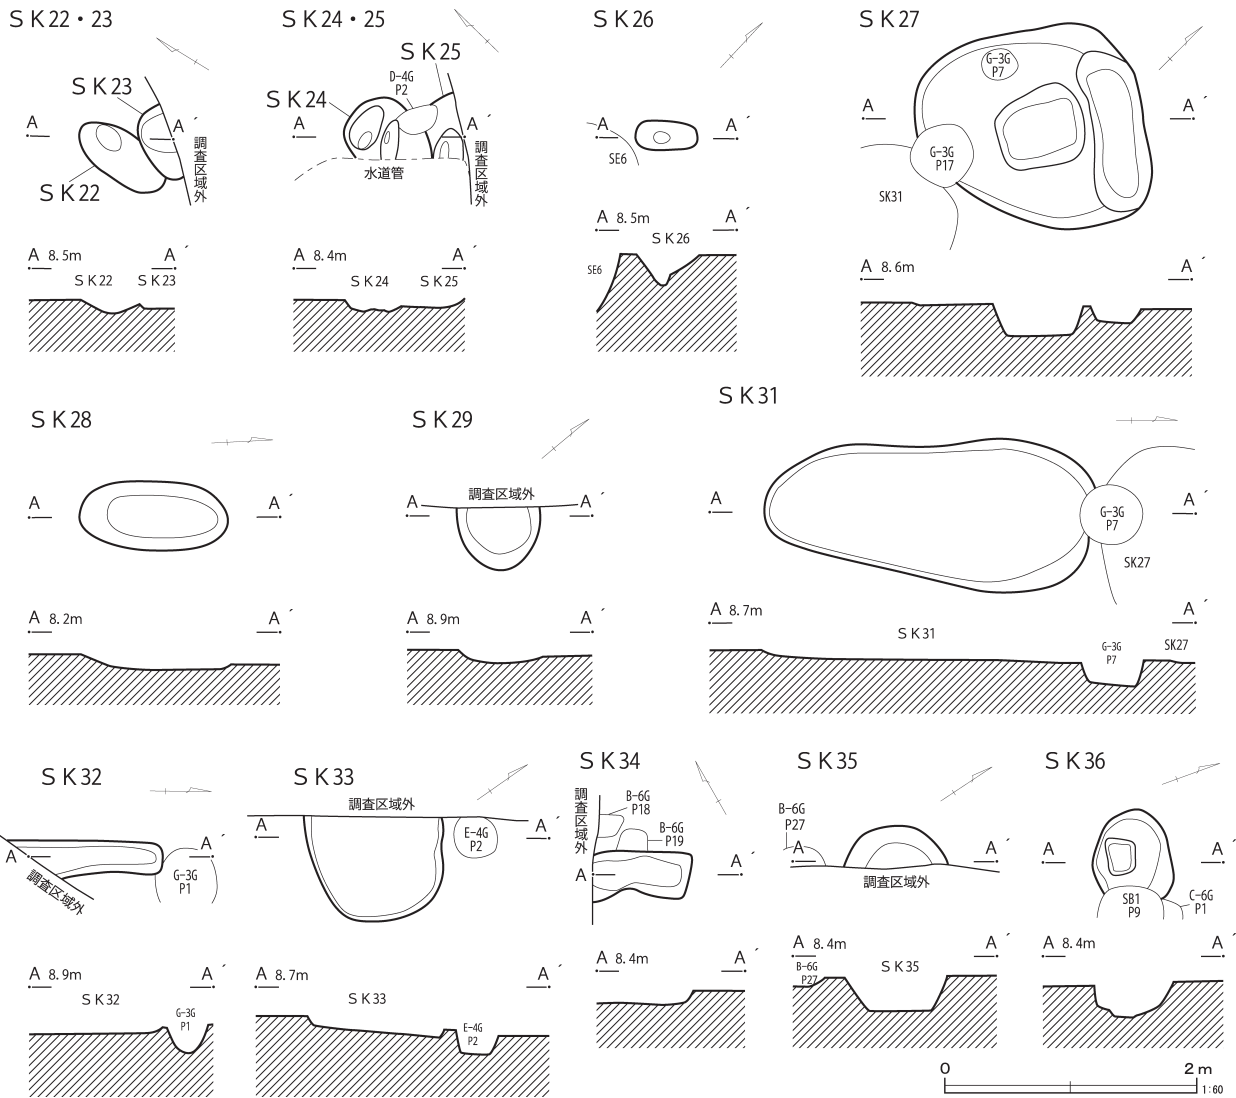 ＳＫ22・23
ＳＫ23
A
A´
調査区域外
ＳＫ22
A 8.5m
A´
ＳＫ22
ＳＫ23
ＳＫ24・25
ＳＫ25
D-4G
P2
ＳＫ24
A
A´
水道管
調査区域外
A 8.4m
A´
ＳＫ24
ＳＫ25
ＳＫ26
A
A´
SE6
A 8.5m
A´
ＳＫ26
SE6
ＳＫ27
G-3G
P7
A
A´
G-3G
P17
SK31
A 8.6m
A´
ＳＫ28
A
A´
A 8.2m
A´
ＳＫ29
調査区域外
A
A´
A 8.9m
A´
ＳＫ31
A
A´
G-3G
P7
SK27
A 8.7m
A´
ＳＫ31
G-3G
P7
SK27
ＳＫ32
A
A´
G-3G
P1
調査区域外
A 8.9m
A´
ＳＫ32
G-3G
P1
ＳＫ33
調査区域外
A
A´
E-4G
P2
A 8.7m
A´
ＳＫ33
E-4G
P2
ＳＫ34
調査区域外
B-6G
P18
B-6G
P19
A
A´
A 8.4m
A´
ＳＫ35
B-6G
P27
A
A´
調査区域外
A 8.4m
A´
B-6G
P27
ＳＫ35
ＳＫ36
A
A´
SB1
P9
C-6G
P1
A 8.4m
A´
0
2m
1:60